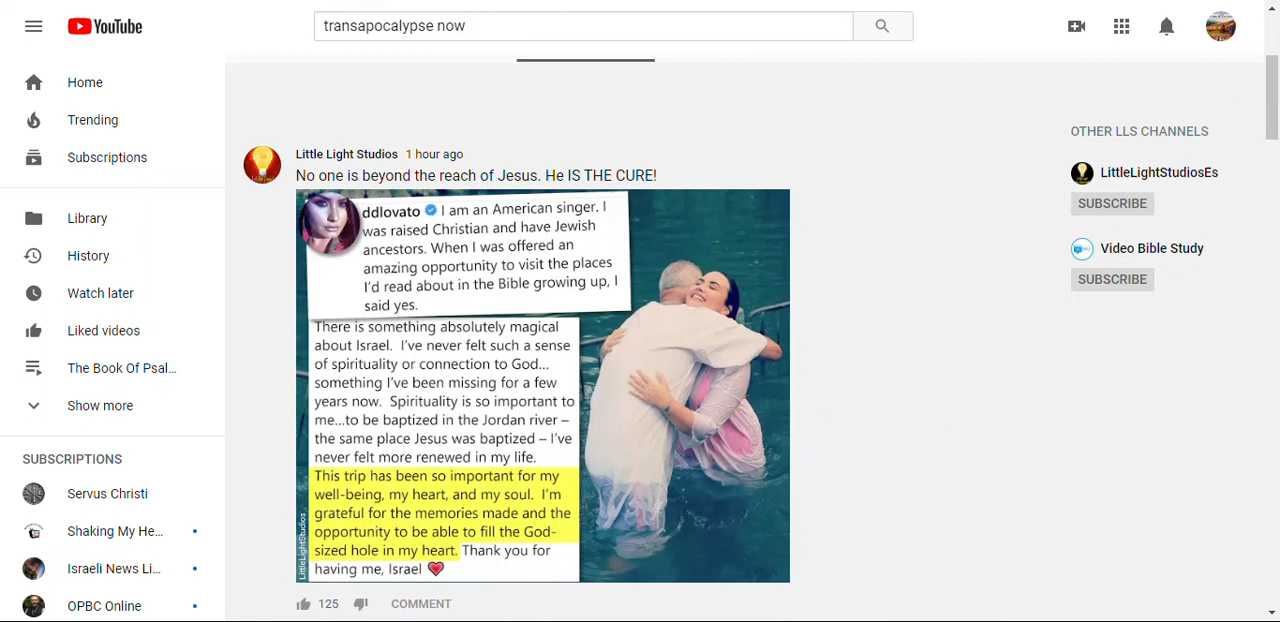 YouTube
transapocalypse now
Home
Trending
Subscriptions
Library
History
Watch later
Liked videos
The Book Of Psal...
Show more
SUBSCRIPTIONS
Servus Christi
Shaking My He...
Israeli News Li...
OPBC Online
Little Light Studios 1 hour ago
No one is beyond the reach of Jesus. He IS THE CURE!
ddlovato I am an American singer. I
was raised Christian and have Jewish
ancestors. When I was offered an
amazing opportunity to visit the places
I'd read about in the Bible growing up, I
said yes.
There is something absolutely magical
about Israel. I've never felt such a sense
of spirituality or connection to God...
something I've been missing for a few
years now. Spirituality is so important to
me...to be baptized in the Jordan river –
the same place Jesus was baptized – I've
never felt more renewed in my life.
This trip has been so important for my
well-being, my heart, and my soul. I'm
grateful for the memories made and the
opportunity to be able to fill the God-
sized hole in my heart. Thank you for
having me, Israel
LittleLightStudios
125 COMMENT
OTHER LLS CHANNELS
LittleLightStudiosEs
SUBSCRIBE
Video Bible Study
SUBSCRIBE